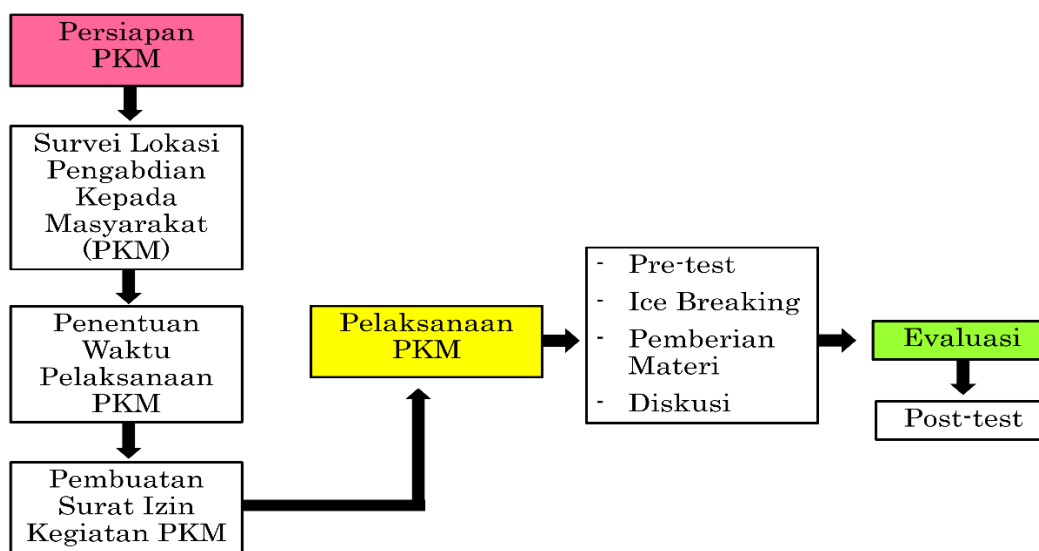 Persiapan
PKM
Survei Lokasi
Pengabdian
Kepada
Masyarakat
(PKM)
Penentuan
Waktu
Pelaksanaan
PKM
Pembuatan
Surat Izin
Kegiatan PKM
Pelaksanaan
PKM
- Pre-test
- Ice Breaking
- Pemberian
Materi
- Diskusi
Evaluasi
Post-test